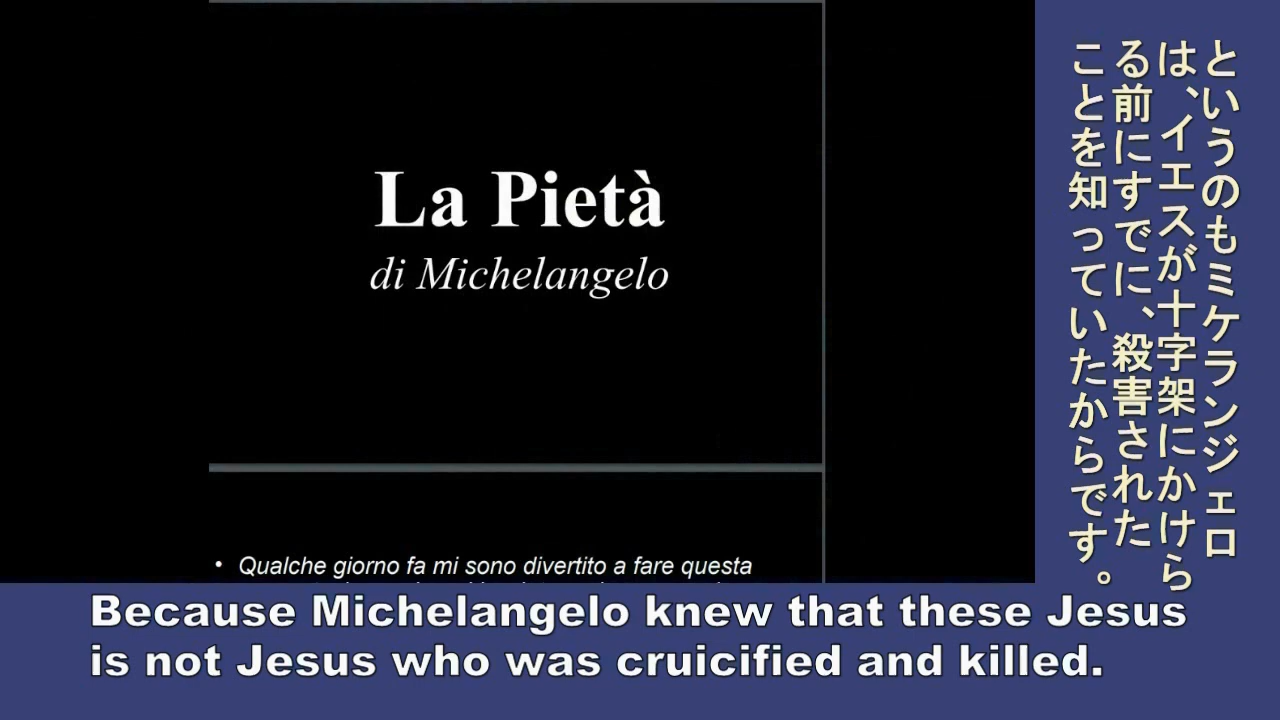 La Pietà
di Michelangelo
• Qualche giorno fa mi sono divertito a fare questa
というのもミケランジェロ
は、イエスが十字架にかけら
る前にすでに、殺害された
ことを知っていたからです。
Because Michelangelo knew that these Jesus
is not Jesus who was cruicified and killed.